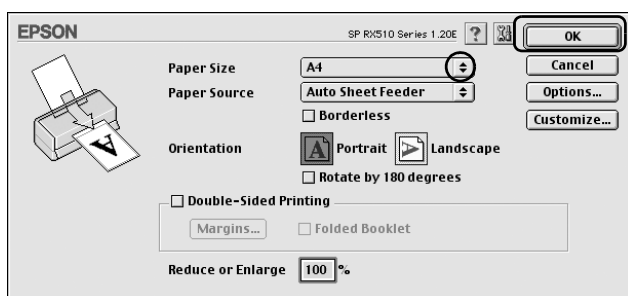 EPSON
SP RX510 Series 1.20E ? OK
Paper Size A4 Cancel
Paper Source Auto Sheet Feeder Options...
Borderless Customize...
Orientation A Portrait A Landscape
Rotate by 180 degrees
Double-Sided Printing
Margins... Folded Booklet
Reduce or Enlarge 100 %
A